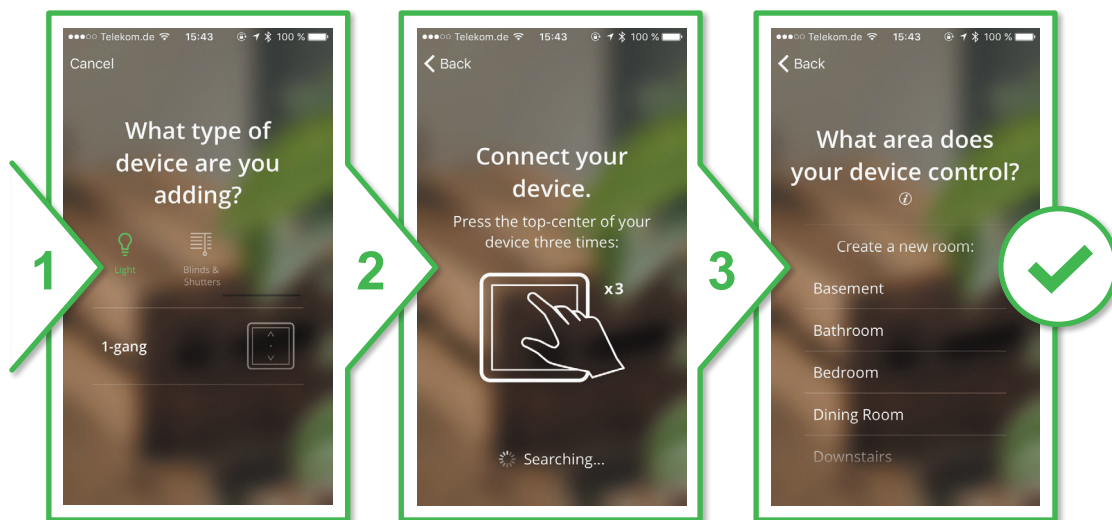 1
Telekom.de 15:43 100 %
Cancel
What type of
device are you
adding?
Light
Blinds &
Shutters
1-gang
2
Telekom.de 15:43 100 %
Back
Connect your
device.
Press the top-center of your
device three times:
x3
Searching...
3
Telekom.de 15:43 100 %
Back
What area does
your device control?
i
Create a new room:
Basement
Bathroom
Bedroom
Dining Room
Downstairs